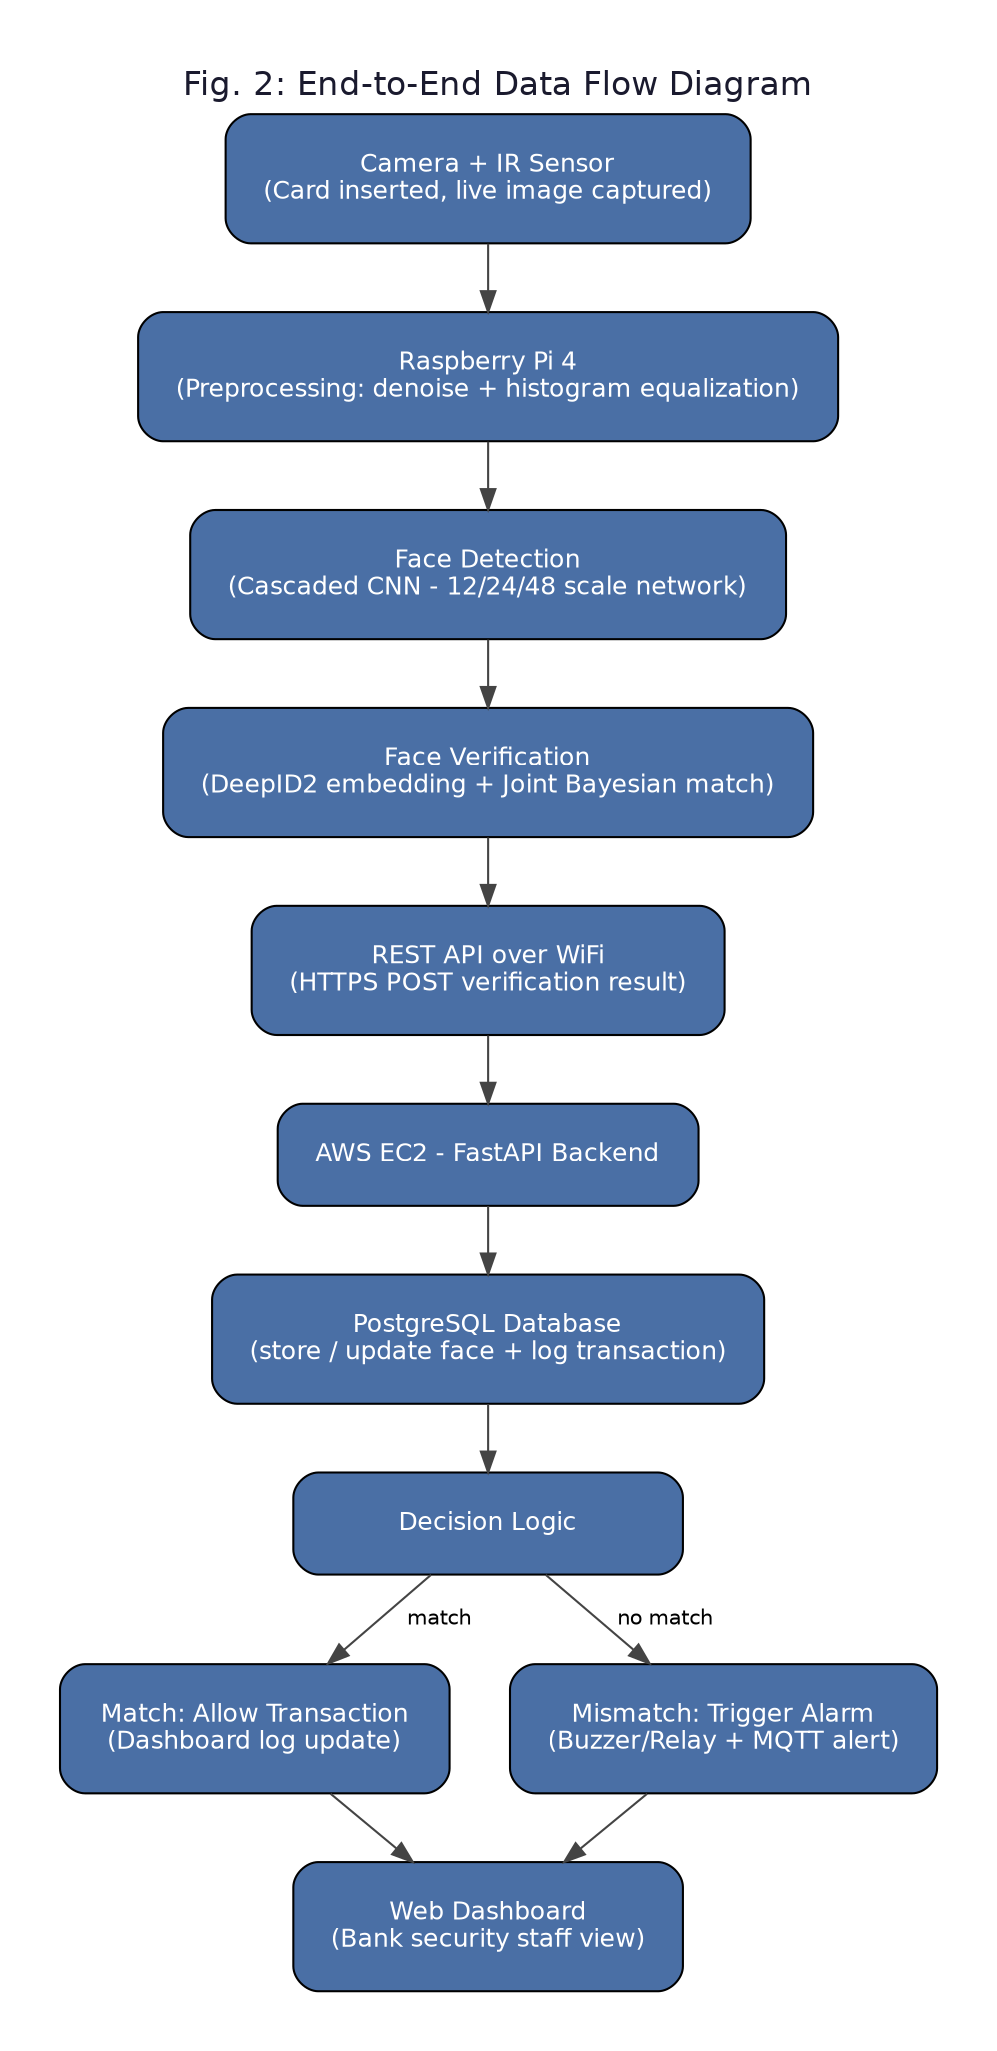 Fig. 2: End-to-End Data Flow Diagram
Camera + IR Sensor
(Card inserted, live image captured)
Raspberry Pi 4
(Preprocessing: denoise + histogram equalization)
Face Detection
(Cascaded CNN - 12/24/48 scale network)
Face Verification
(DeepID2 embedding + Joint Bayesian match)
REST API over WiFi
(HTTPS POST verification result)
AWS EC2 - FastAPI Backend
PostgreSQL Database
(store / update face + log transaction)
Decision Logic
match
no match
Match: Allow Transaction
(Dashboard log update)
Mismatch: Trigger Alarm
(Buzzer/Relay + MQTT alert)
Web Dashboard
(Bank security staff view)